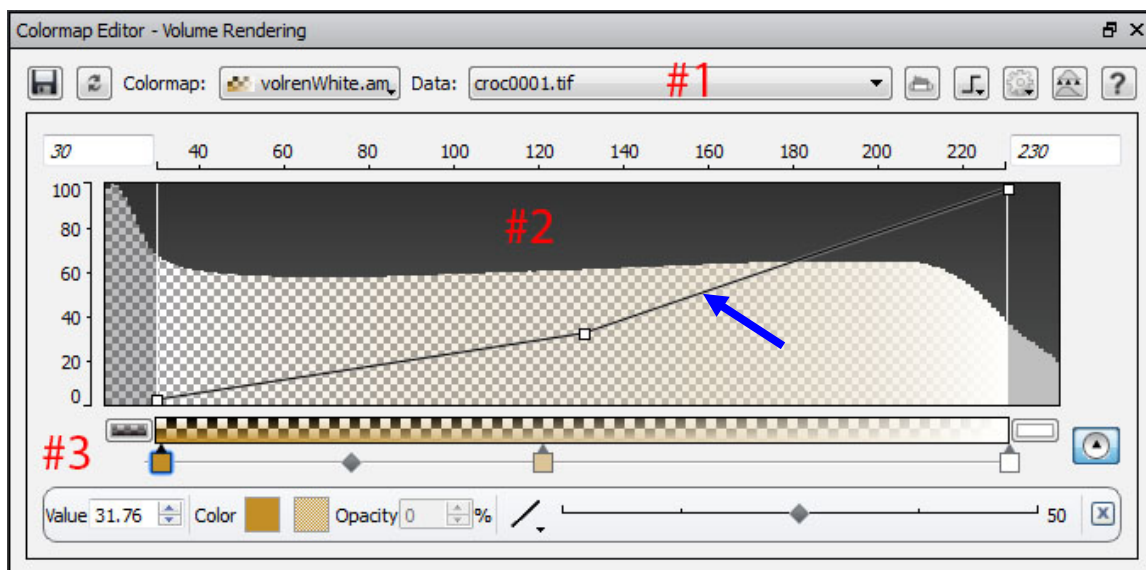 Colormap Editor - Volume Rendering
Colormap: volrenWhite.am Data: croc0001.tif #1 ?
30 40 60 80 100 120 140 160 180 200 220 230
100
80
60
40
20
0
#2
#3
Value 31.76 Color Opacity 0 % 50